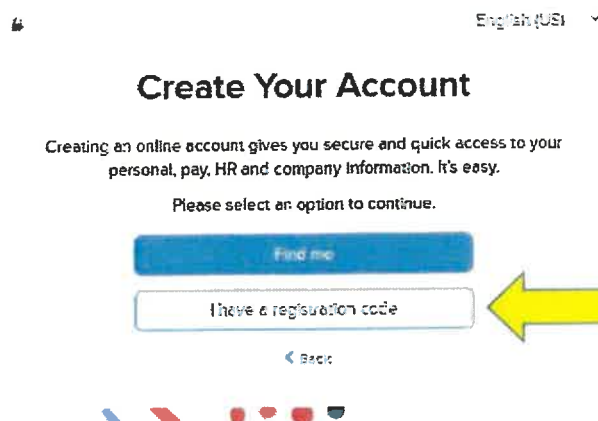 English (US)
Create Your Account
Creating an online account gives you secure and quick access to your
personal, pay, HR and company information. It's easy.
Please select an option to continue.
Find me
I have a registration code
Back